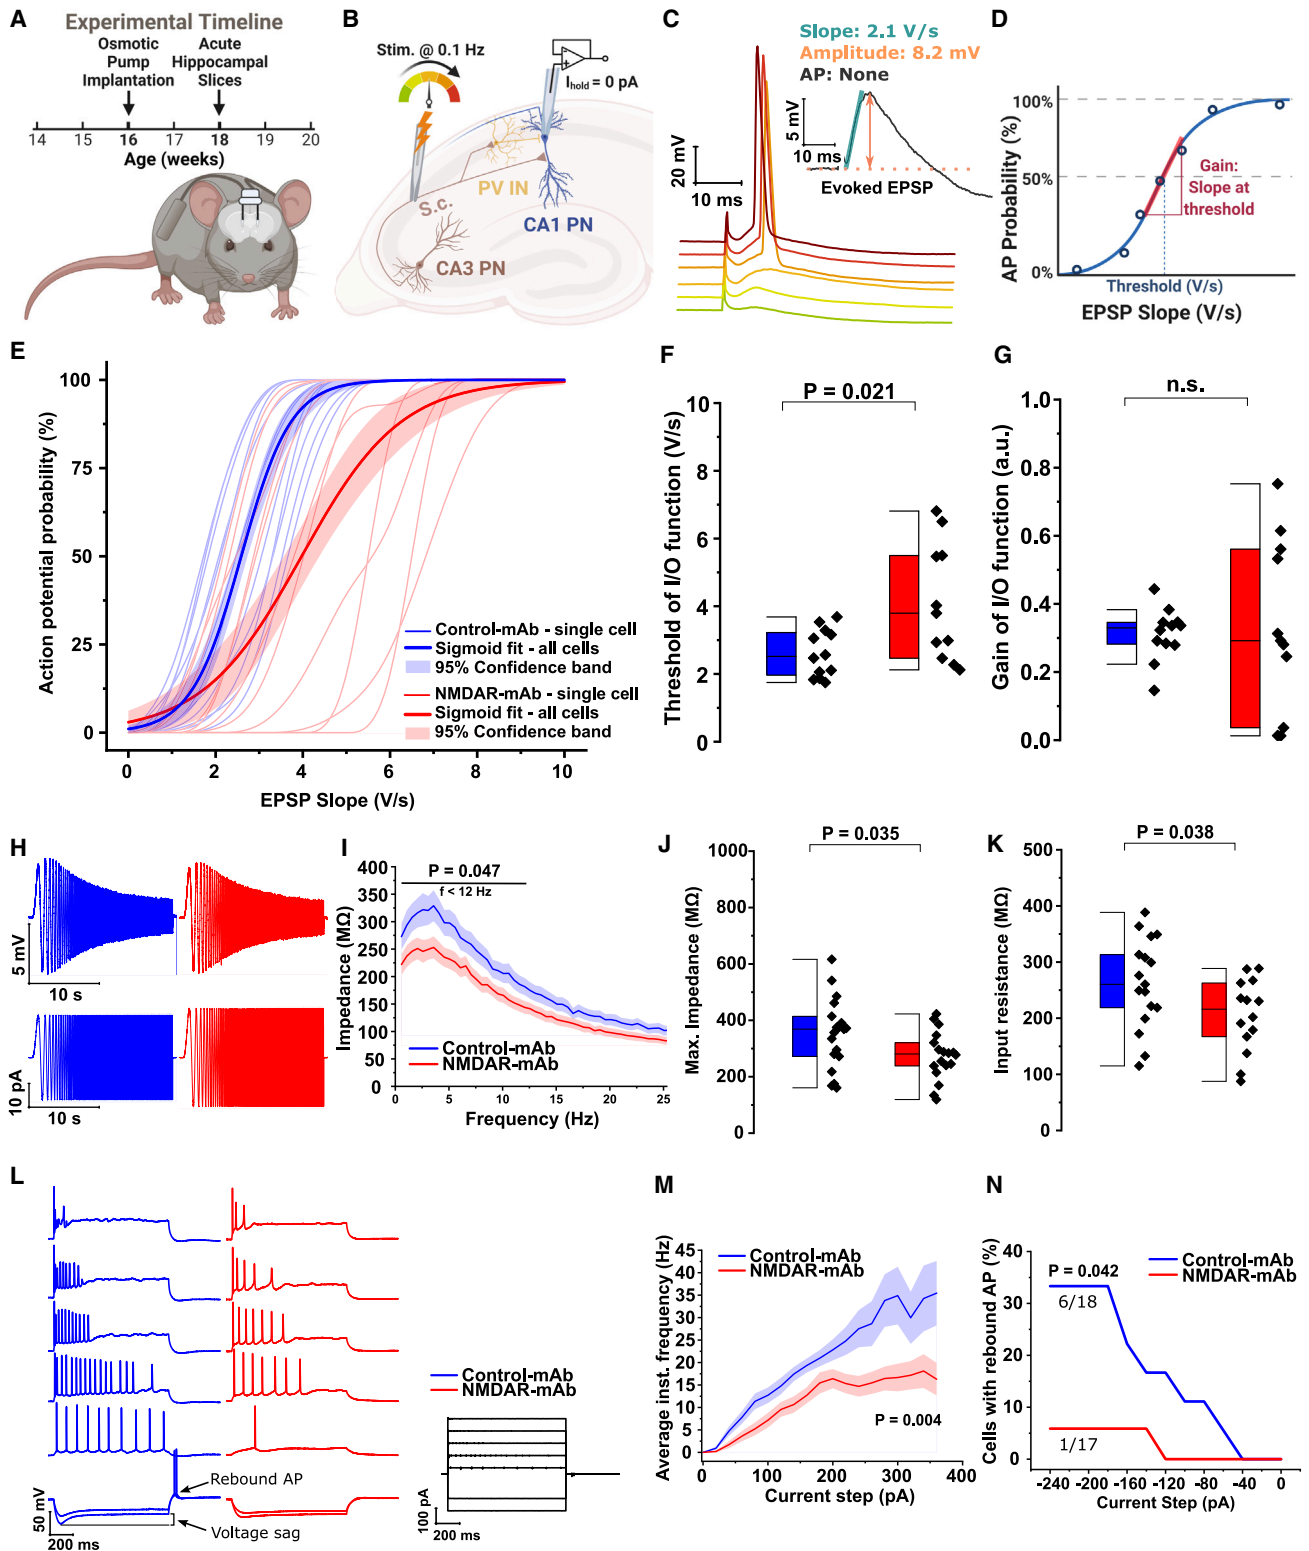 A
Experimental Timeline
Osmotic
Pump
Implantation
Acute
Hippocampal
Slices
14 15 16 17 18 19 20
Age (weeks)
B
Stim. @ 0.1 Hz
Ihold = 0 pA
PV IN
S.c.
CA1 PN
CA3 PN
C
Slope: 2.1 V/s
Amplitude: 8.2 mV
AP: None
5 mV
10 ms
Evoked EPSP
20 mV
10 ms
D
100%
50%
0%
AP Probability (%)
Gain:
Slope at
threshold
Threshold (V/s)
EPSP Slope (V/s)
E
100
75
50
25
0
Action potential probability (%)
Control-mAb - single cell
Sigmoid fit - all cells
95% Confidence band
NMDAR-mAb - single cell
Sigmoid fit - all cells
95% Confidence band
0 2 4 6 8 10
EPSP Slope (V/s)
F
P = 0.021
10
8
6
4
2
0
Threshold of I/O function (V/s)
G
n.s.
1.0
0.8
0.6
0.4
0.2
0.0
Gain of I/O function (a.u.)
H
5 mV
10 s
10 pA
10 s
I
P = 0.047
f < 12 Hz
400
350
300
250
200
150
100
50
0
Impedance (MΩ)
Control-mAb
NMDAR-mAb
0 5 10 15 20 25
Frequency (Hz)
J
P = 0.035
1000
800
600
400
200
0
Max. Impedance (MΩ)
K
P = 0.038
500
400
300
200
100
0
Input resistance (MΩ)
L
Control-mAb
NMDAR-mAb
Rebound AP
Voltage sag
50 mV
200 ms
100 pA
200 ms
M
45
40
35
30
25
20
15
10
5
0
Average inst. frequency (Hz)
Control-mAb
NMDAR-mAb
P = 0.004
0 100 200 300 400
Current step (pA)
N
40
30
20
10
0
Cells with rebound AP (%)
Control-mAb
NMDAR-mAb
P = 0.042
6/18
1/17
-240 -200 -160 -120 -80 -40 0
Current Step (pA)